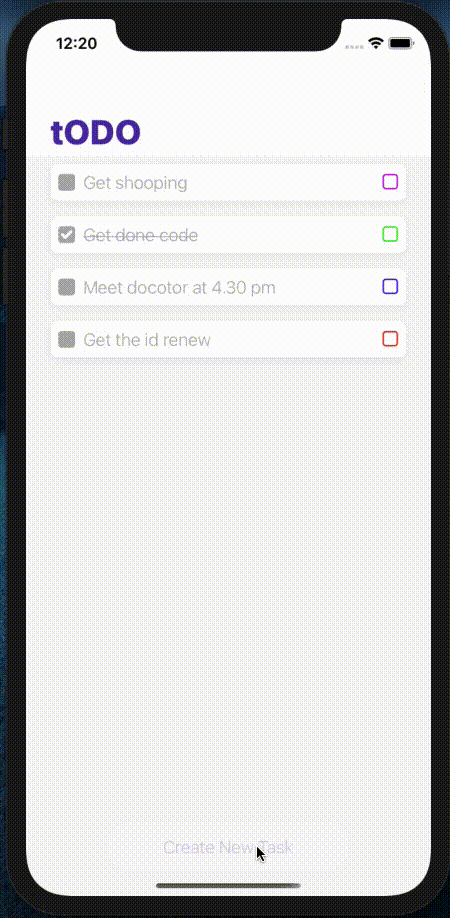 12:20
tODO
Get shooping
Get done code
Meet docotor at 4.30 pm
Get the id renew
Create New Task